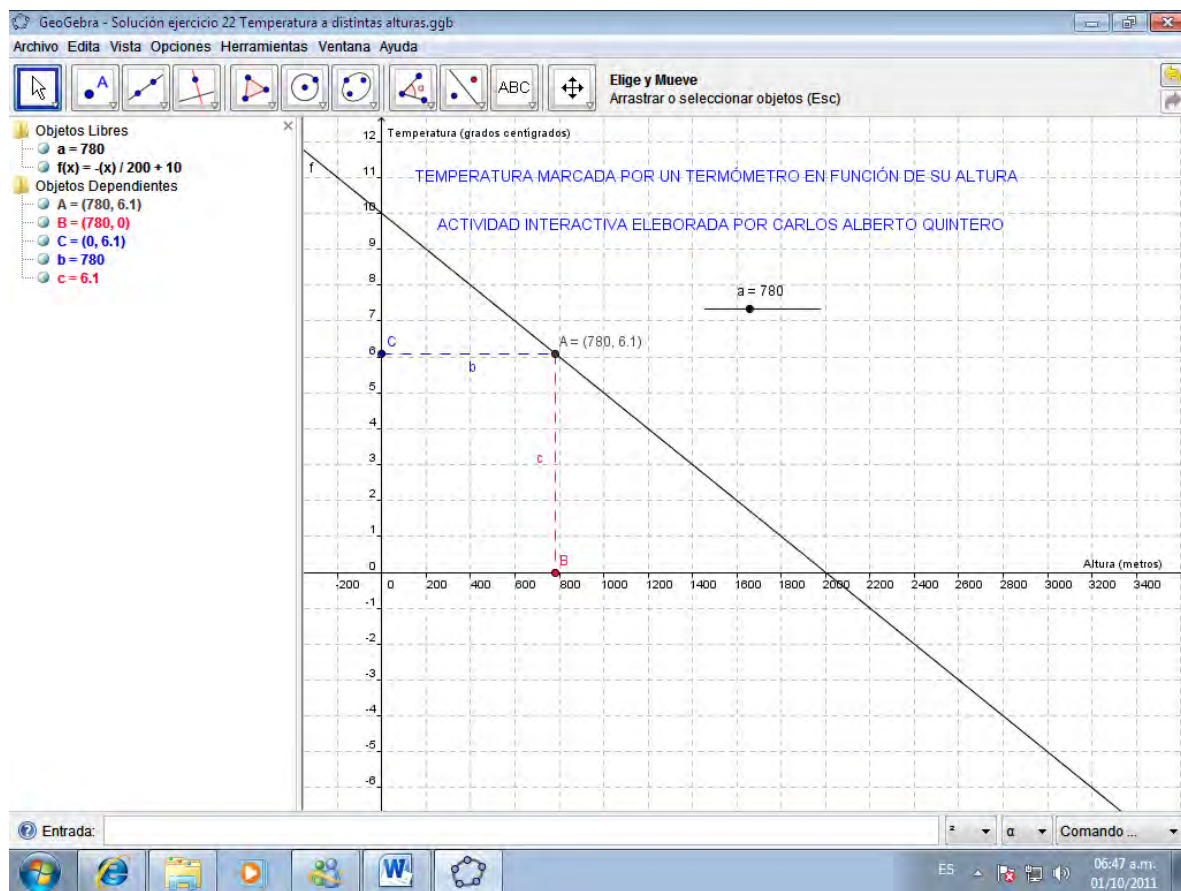 GeoGebra - Solución ejercicio 22 Temperatura a distintas alturas.ggb
Archivo Edita Vista Opciones Herramientas Ventana Ayuda
A
α
ABC
Elige y Mueve
Arrastrar o seleccionar objetos (Esc)
Objetos Libres
a = 780
f(x) = -(x) / 200 + 10
Objetos Dependientes
A = (780, 6.1)
B = (780, 0)
C = (0, 6.1)
b = 780
c = 6.1
12
Temperatura (grados centígrados)
f
11
TEMPERATURA MARCADA POR UN TERMÓMETRO EN FUNCIÓN DE SU ALTURA
10
ACTIVIDAD INTERACTIVA ELEBORADA POR CARLOS ALBERTO QUINTERO
9
8
a = 780
7
6
C
A = (780, 6.1)
b
5
4
3
c
2
1
B
0
Altura (metros)
-200 0 200 400 600 800 1000 1200 1400 1600 1800 2000 2200 2400 2600 2800 3000 3200 3400
-1
-2
-3
-4
-5
-6
Entrada:
²
α
Comando ...
W
ES
06:47 a.m.
01/10/2011